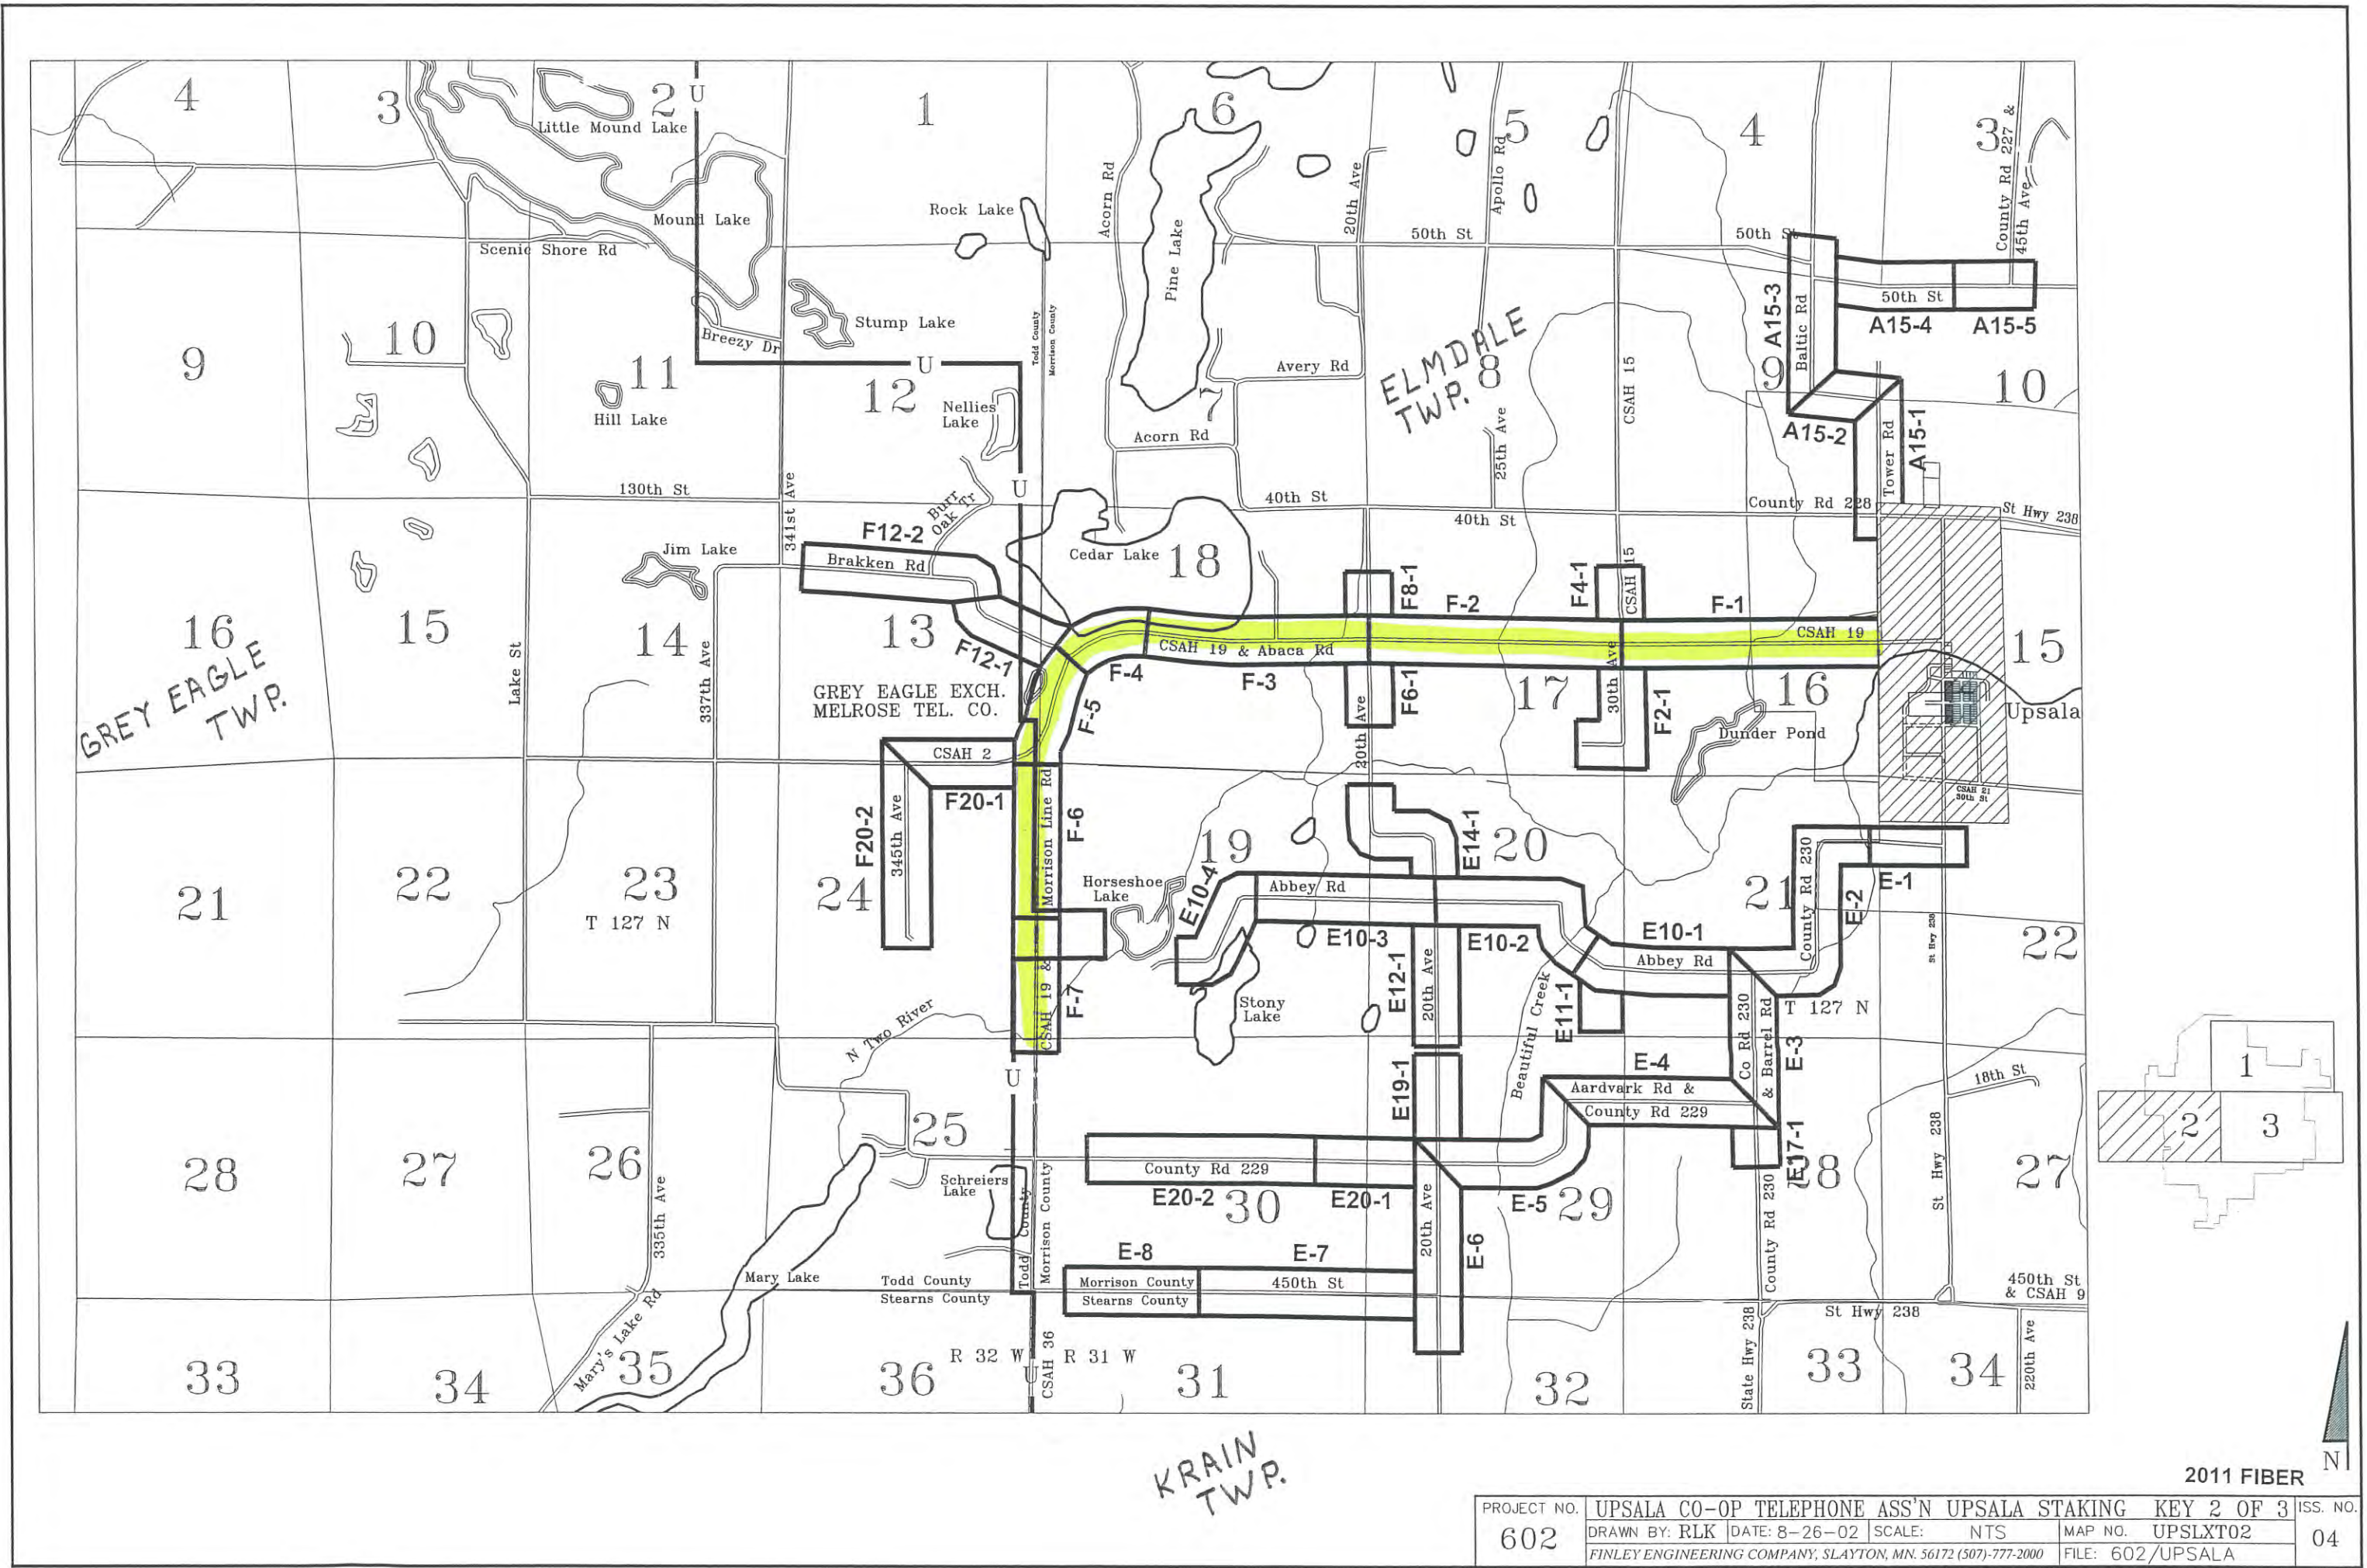 4
3
2
U
1
6
5
4
3
Little Mound Lake
Mound Lake
Rock Lake
Acorn Rd
Pine Lake
20th Ave
Apollo Rd
County Rd 227 &
45th Ave
Scenic Shore Rd
50th St
50th St
50th St
Stump Lake
Breezy Dr
U
Todd County
Morrison County
ELMDALE
TWP.
CSAH 15
A15-3
Baltic Rd
A15-4
A15-5
9
10
11
12
7
8
9
10
Hill Lake
Nellies
Lake
Avery Rd
Acorn Rd
25th Ave
A15-2
Tower Rd
A15-1
130th St
341st Ave
Burr
Oak Tr
U
40th St
40th St
County Rd 228
St Hwy 238
F12-2
Brakken Rd
Jim Lake
Cedar Lake
18
F8-1
F-2
F4-1
CSAH 15
F-1
CSAH 19
16
15
14
13
F12-1
CSAH 19 & Abaca Rd
F-4
F-3
GREY EAGLE
TWP.
Lake St
337th Ave
GREY EAGLE EXCH.
MELROSE TEL. CO.
F-5
20th Ave
F6-1
17
30th Ave
F2-1
16
Dunder Pond
15
Upsala
CSAH 2
F20-1
F20-2
345th Ave
Morrison Line Rd
F-6
CSAH 21
30th St
21
22
23
T 127 N
24
19
20
21
22
Horseshoe
Lake
E10-4
Abbey Rd
E14-1
E10-3
E10-2
E10-1
Abbey Rd
County Rd 230
E-2
E-1
St Hwy 238
CSAH 19 &
F-7
N Two River
Stony
Lake
E12-1
20th Ave
Beautiful Creek
E11-1
Co Rd 230
& Barrel Rd
E-3
T 127 N
U
E19-1
E-4
Aardvark Rd &
County Rd 229
18th St
28
27
26
25
335th Ave
Schreiers
Lake
Todd County
Morrison County
County Rd 229
E20-2
30
E20-1
20th Ave
E-5
29
E17-1
28
County Rd 230
St Hwy 238
27
E-8
E-7
E-6
Mary Lake
Todd County
Stearns County
Morrison County
Stearns County
450th St
450th St
& CSAH 9
St Hwy 238
Mary's Lake Rd
33
34
35
36
R 32 W
U
CSAH 36
R 31 W
31
32
State Hwy 238
33
34
220th Ave
1
2
3
KRAIN
TWP.
N
2011 FIBER
PROJECT NO. UPSALA CO-OP TELEPHONE ASS'N UPSALA STAKING KEY 2 OF 3 ISS. NO.
602 DRAWN BY: RLK DATE: 8-26-02 SCALE: NTS MAP NO. UPSLXT02 04
FINLEY ENGINEERING COMPANY, SLAYTON, MN. 56172 (507)-777-2000 FILE: 602/UPSALA